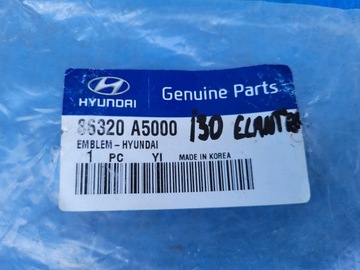 HYUNDAI
Genuine Parts
86320 A5000 i30 ELANTRA
EMBLEM-HYUNDAI
1 PC YI MADE IN KOREA